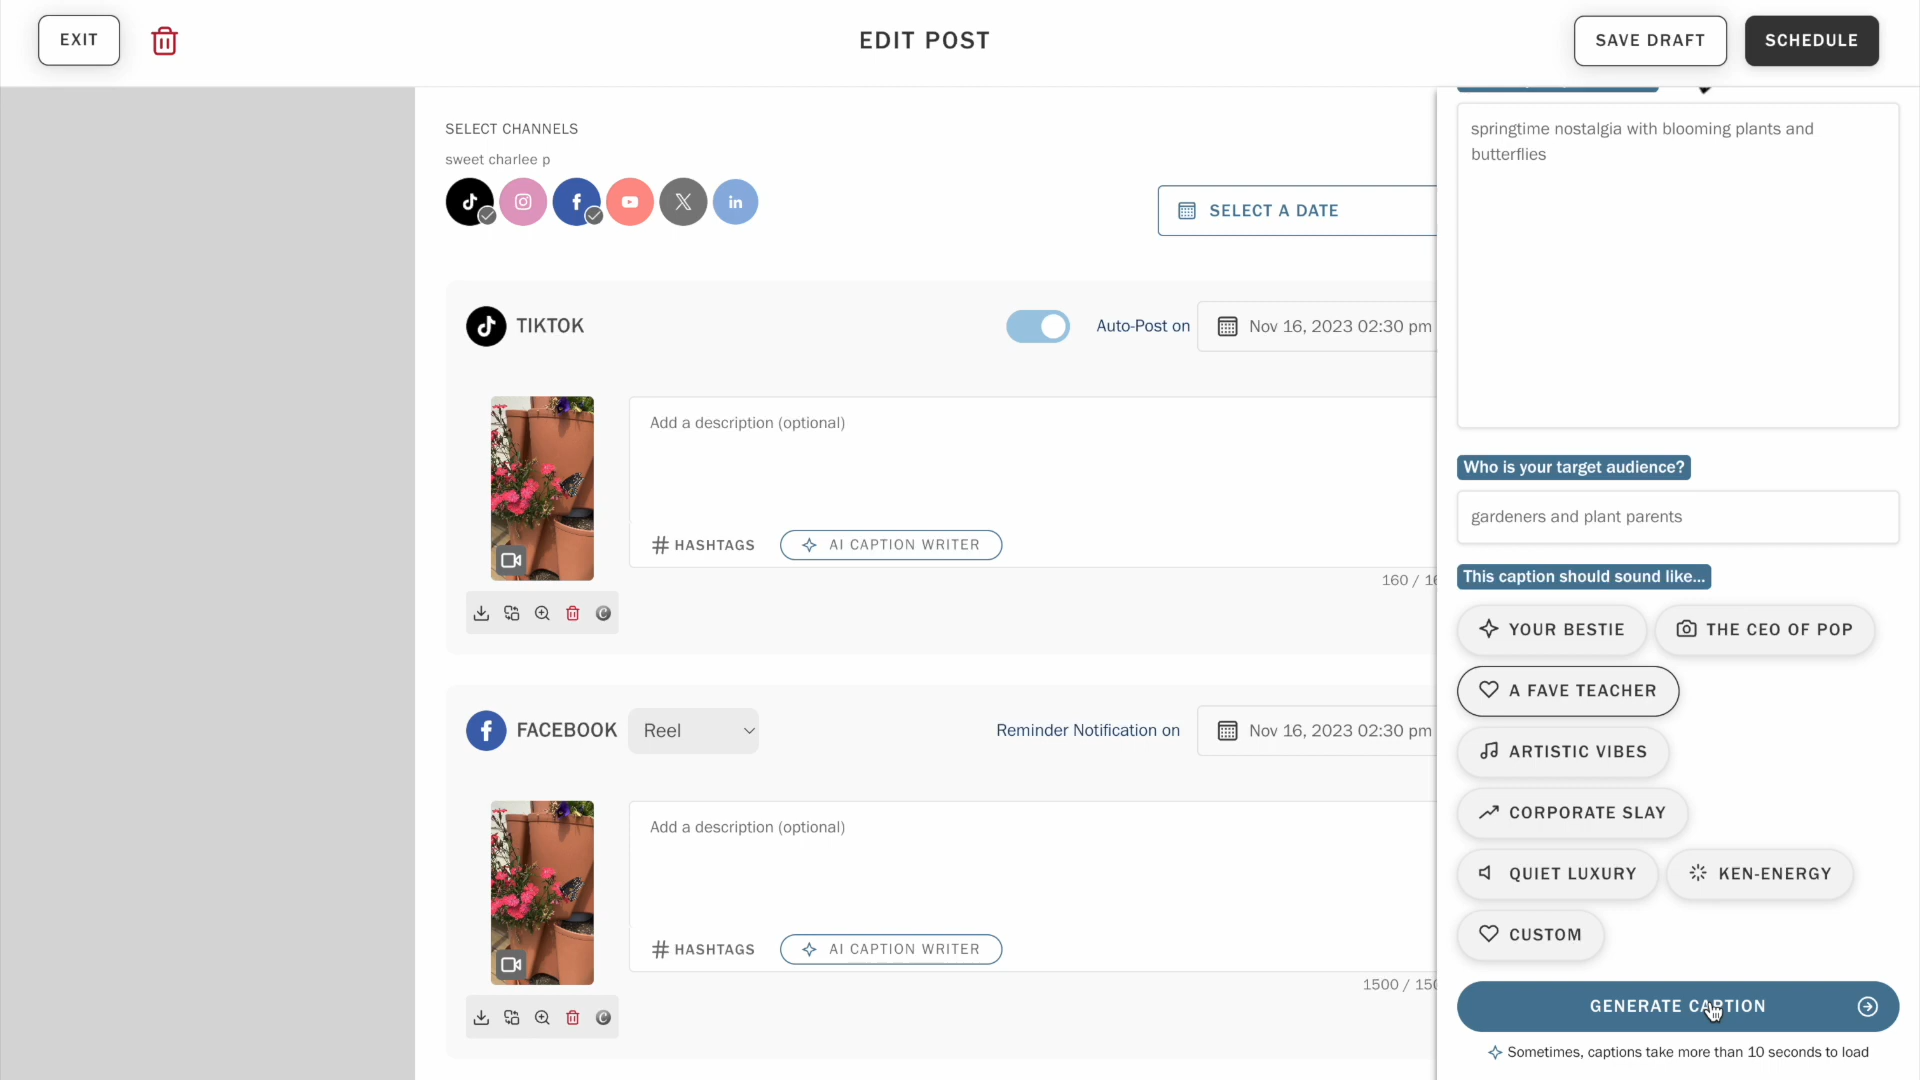 EXIT
EDIT POST
SAVE DRAFT
SCHEDULE
SELECT CHANNELS
sweet charlee p
SELECT A DATE
TIKTOK
Auto-Post on
Nov 16, 2023 02:30 pm
Add a description (optional)
# HASHTAGS
AI CAPTION WRITER
160 / 16
FACEBOOK
Reel
Reminder Notification on
Nov 16, 2023 02:30 pm
Add a description (optional)
# HASHTAGS
AI CAPTION WRITER
1500 / 150
springtime nostalgia with blooming plants and
butterflies
Who is your target audience?
gardeners and plant parents
This caption should sound like...
YOUR BESTIE
THE CEO OF POP
A FAVE TEACHER
ARTISTIC VIBES
CORPORATE SLAY
QUIET LUXURY
KEN-ENERGY
CUSTOM
GENERATE CAPTION
Sometimes, captions take more than 10 seconds to load